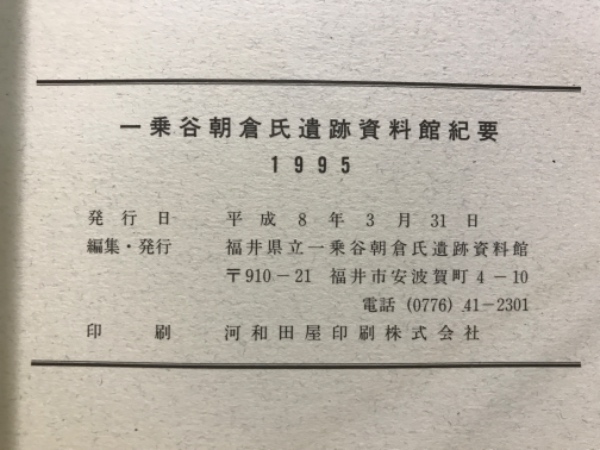 一乗谷朝倉氏遺跡資料館紀要
1995
発行日 平成8年3月31日
編集・発行 福井県立一乗谷朝倉氏遺跡資料館
〒910-21 福井市安波賀町4-10
電話 (0776) 41-2301
印刷 河和田屋印刷株式会社